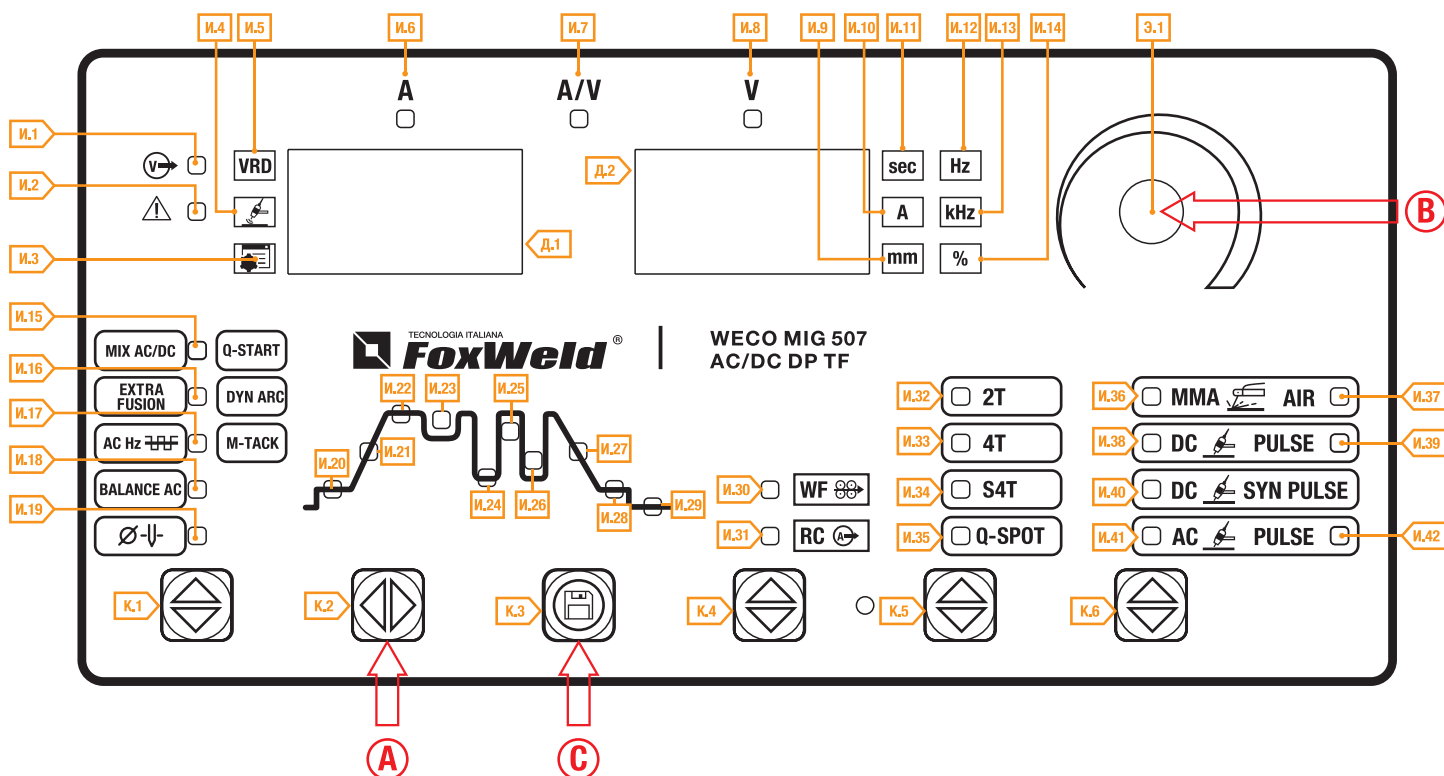 И.4 И.5 И.6 И.7 И.8 И.9 И.10 И.11 И.12 И.13 И.14 Э.1
A A/V V
И.1 V VRD Д.2 sec Hz
И.2 A kHz B
И.3 Д.1 mm %
И.15 MIX AC/DC Q-START
И.16 EXTRA FUSION DYN ARC
И.17 AC Hz M-TACK
И.18 BALANCE AC
И.19 Ø
TECNOLOGIA ITALIANA
FoxWeld ®
WECO MIG 507
AC/DC DP TF
И.22 И.23 И.25
И.20 И.21 И.27
И.24 И.26 И.28 И.29
И.30 WF
И.31 RC A
И.32 2T
И.33 4T
И.34 S4T
И.35 Q-SPOT
И.36 MMA AIR И.37
И.38 DC PULSE И.39
И.40 DC SYN PULSE
И.41 AC PULSE И.42
К.1 К.2 К.3 К.4 К.5 К.6
A C